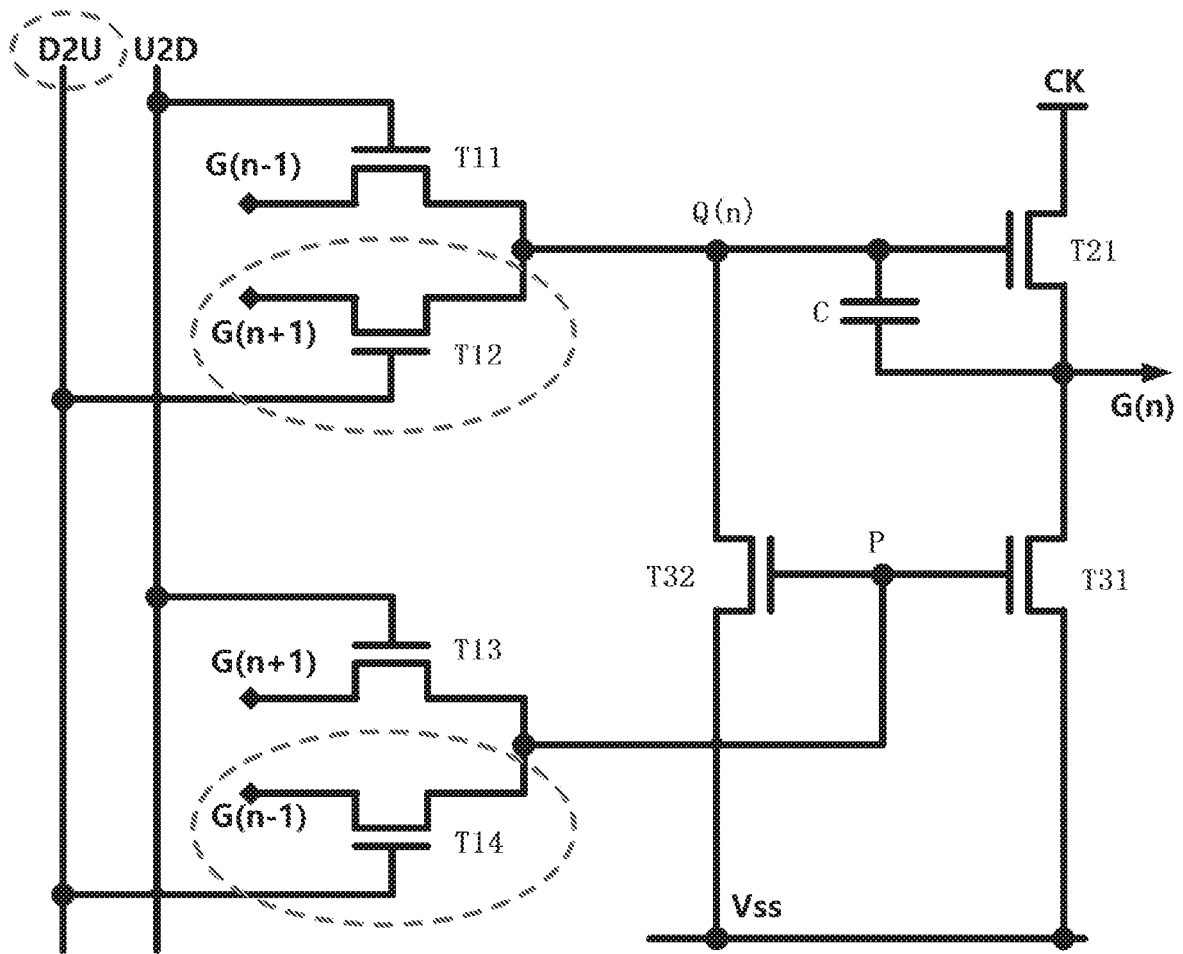 D2U U2D
CK
G(n-1)
T11
Q(n)
T21
G(n+1)
T12
C
G(n)
P
T32
T31
G(n+1)
T13
G(n-1)
T14
Vss